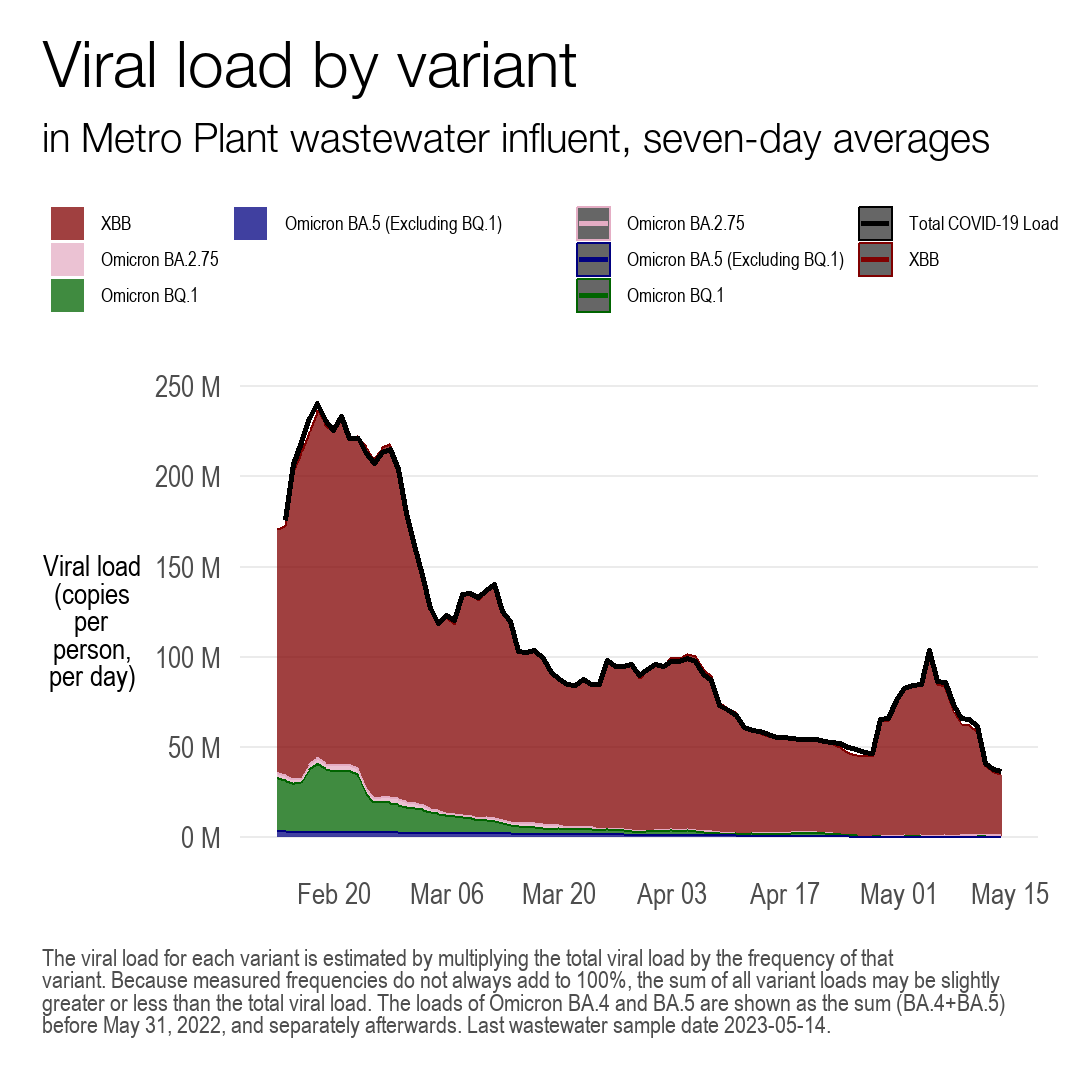 Viral load by variant
in Metro Plant wastewater influent, seven-day averages
XBB
Omicron BA.2.75
Omicron BQ.1
Omicron BA.5 (Excluding BQ.1)
Omicron BA.2.75
Omicron BA.5 (Excluding BQ.1)
Omicron BQ.1
Total COVID-19 Load
XBB
Viral load
(copies
per
person,
per day)
250 M
200 M
150 M
100 M
50 M
0 M
Feb 20
Mar 06
Mar 20
Apr 03
Apr 17
May 01
May 15
The viral load for each variant is estimated by multiplying the total viral load by the frequency of that
variant. Because measured frequencies do not always add to 100%, the sum of all variant loads may be slightly
greater or less than the total viral load. The loads of Omicron BA.4 and BA.5 are shown as the sum (BA.4+BA.5)
before May 31, 2022, and separately afterwards. Last wastewater sample date 2023-05-14.